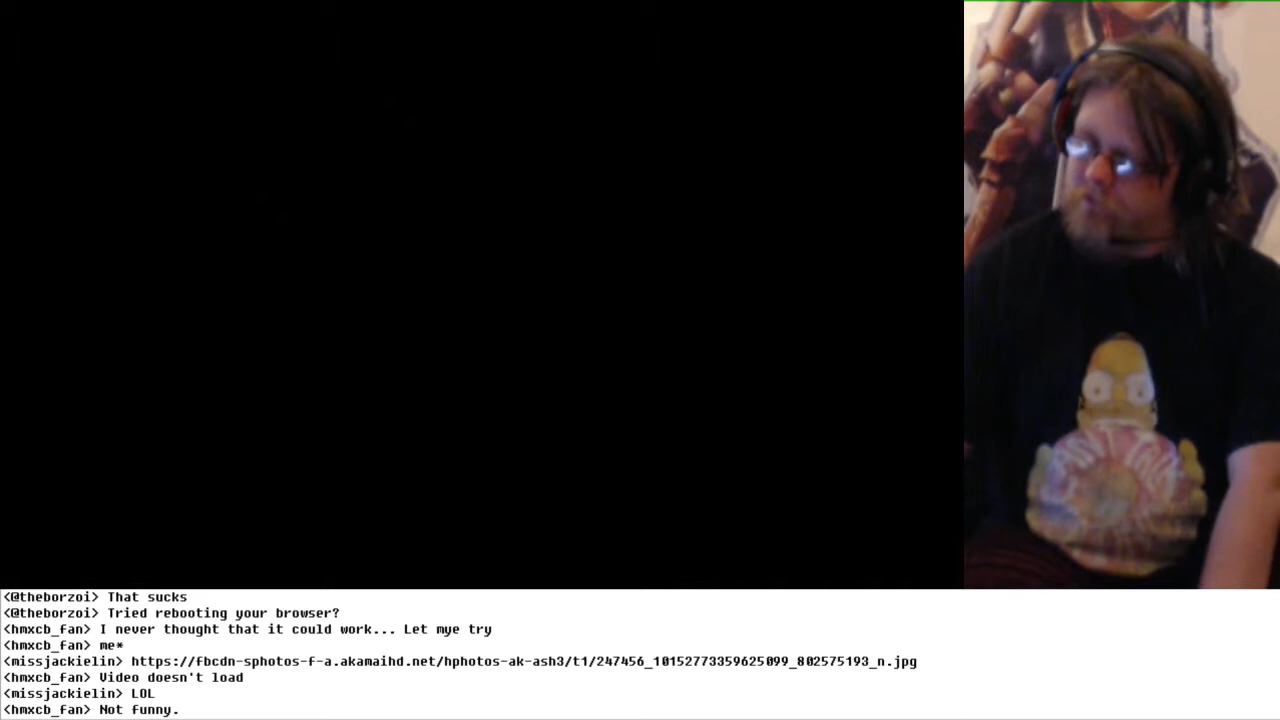 <@theborzoi> That sucks
<@theborzoi> Tried rebooting your browser?
<hmxcb_fan> I never thought that it could work... Let mye try
<hmxcb_fan> me*
<missjackielin> https://fbcdn-sphotos-f-a.akamaihd.net/hphotos-ak-ash3/t1/247456_10152773359625099_802575193_n.jpg
<hmxcb_fan> Video doesn't load
<missjackielin> LOL
<hmxcb_fan> Not funny.